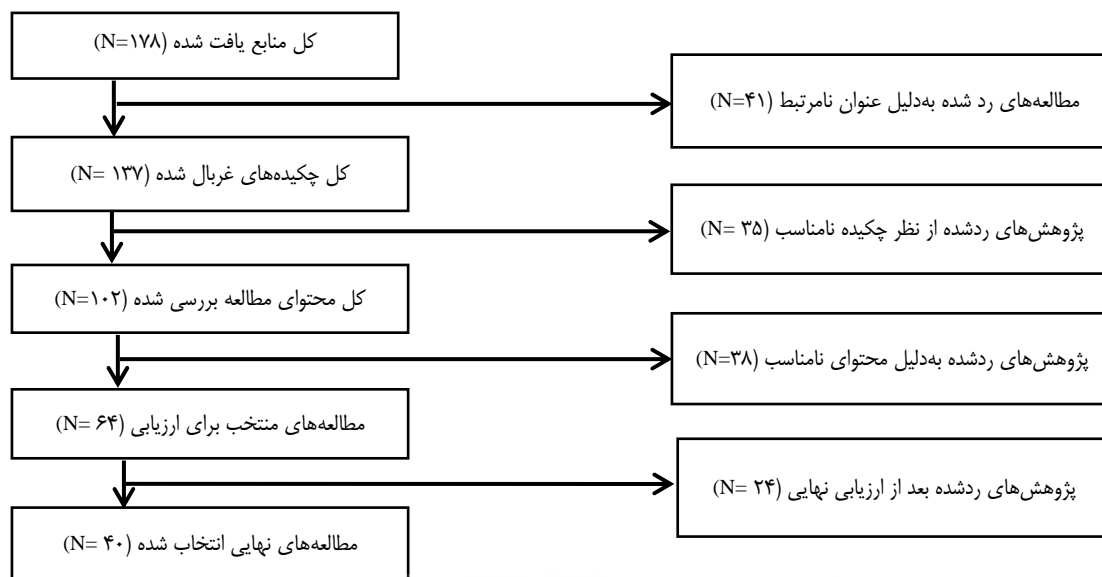 کل منابع یافت شده (N=۱۷۸)
مطالعه‌های رد شده به‌دلیل عنوان نامرتبط (N=۴۱)
کل چکیده‌های غربال شده (N= ۱۳۷)
پژوهش‌های ردشده از نظر چکیده نامناسب (N= ۳۵)
کل محتوای مطالعه بررسی شده (N=۱۰۲)
پژوهش‌های ردشده به‌دلیل محتوای نامناسب (N=۳۸)
مطالعه‌های منتخب برای ارزیابی (N= ۶۴)
پژوهش‌های ردشده بعد از ارزیابی نهایی (N= ۲۴)
مطالعه‌های نهایی انتخاب شده (N= ۴۰)